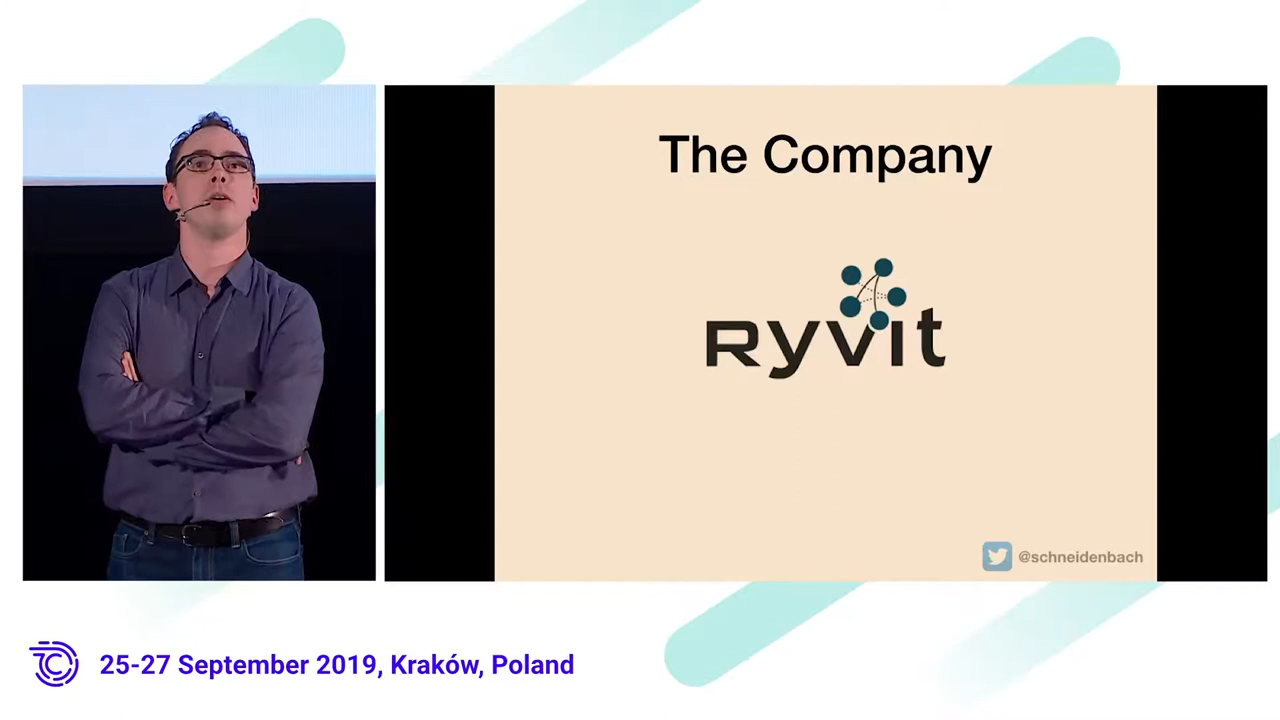 The Company
Ryvit
@schneidenbach
25-27 September 2019, Kraków, Poland